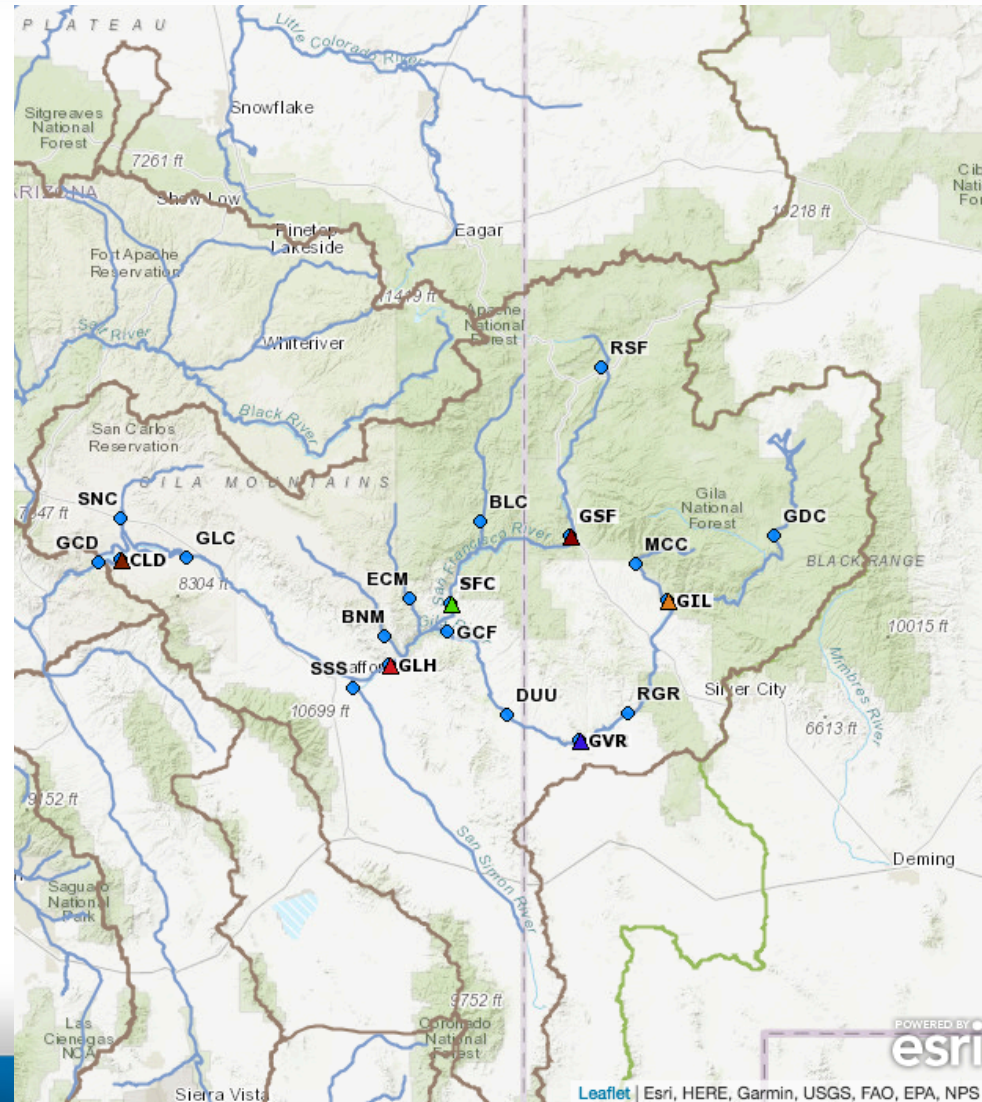 PLATEAU
Little Colorado River
Sitgreaves
National
Forest
Snowflake
7261 ft
ARIZONA
Show Low
Pinetop
Lakeside
Eagar
10218 ft
Fort Apache
Reservation
11419 ft
Apache
National
Forest
Salt River
Whiteriver
RSF
Black River
San Carlos
Reservation
GILA MOUNTAINS
SNC
7047 ft
BLC
GSF
Gila
National
Forest
GDC
GCD
CLD
GLC
8304 ft
San Francisco River
MCC
BLACK RANGE
ECM
SFC
GIL
BNM
GCF
10015 ft
SSS
GLH
Mimbres River
10699 ft
DUU
RGR
Silver City
GVR
6613 ft
9152 ft
San Simon River
Deming
Saguaro
National
Park
9752 ft
Las
Cienegas
NCA
Coronado
National
Forest
Sierra Vista
POWERED BY
esri
Leaflet | Esri, HERE, Garmin, USGS, FAO, EPA, NPS